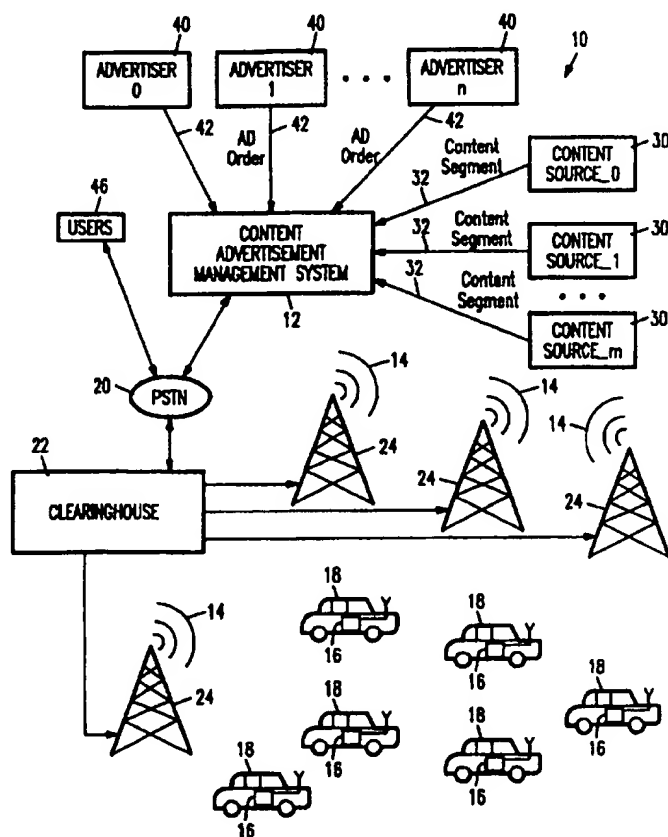 40
40
40
10
ADVERTISER
0
ADVERTISER
1
• • •
ADVERTISER
n
42
42
AD
Order
AD
Order
42
Content
Segment
32
CONTENT
SOURCE_0
30
46
USERS
CONTENT
ADVERTISEMENT
MANAGEMENT SYSTEM
12
Content
Segment
32
CONTENT
SOURCE_1
30
• • •
Content
Segment
32
CONTENT
SOURCE_m
30
20
PSTN
14
24
14
24
14
24
22
CLEARINGHOUSE
14
24
18
16
18
16
18
16
18
16
18
16
18
16